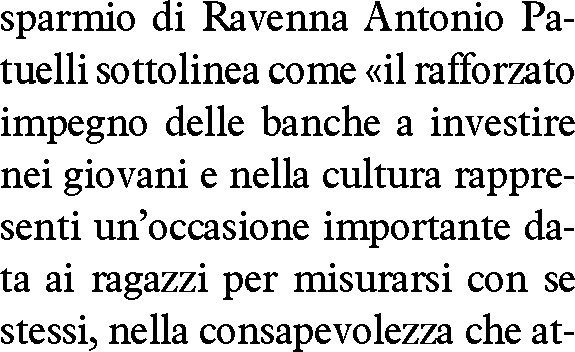 sparmio di Ravenna Antonio Pa-
tuelli sottolinea come «il rafforzato
impegno delle banche a investire
nei giovani e nella cultura rappre-
senti un’occasione importante da-
ta ai ragazzi per misurarsi con se
stessi, nella consapevolezza che at-